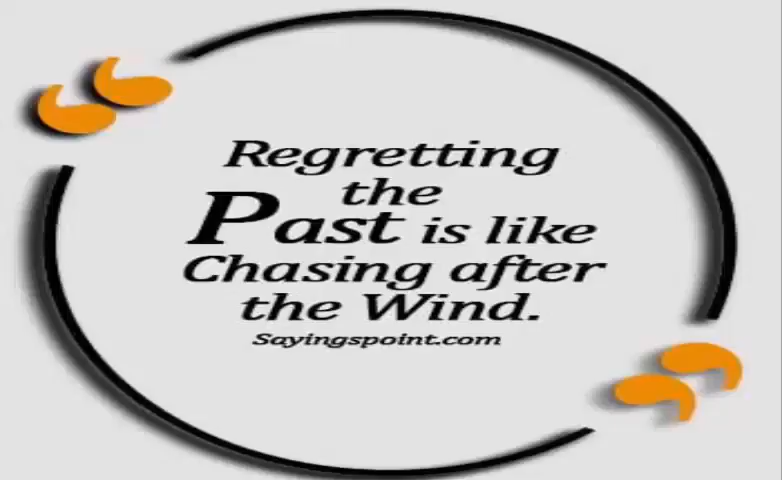 Regretting
the
Past is like
Chasing after
the Wind.
Sayingspoint.com